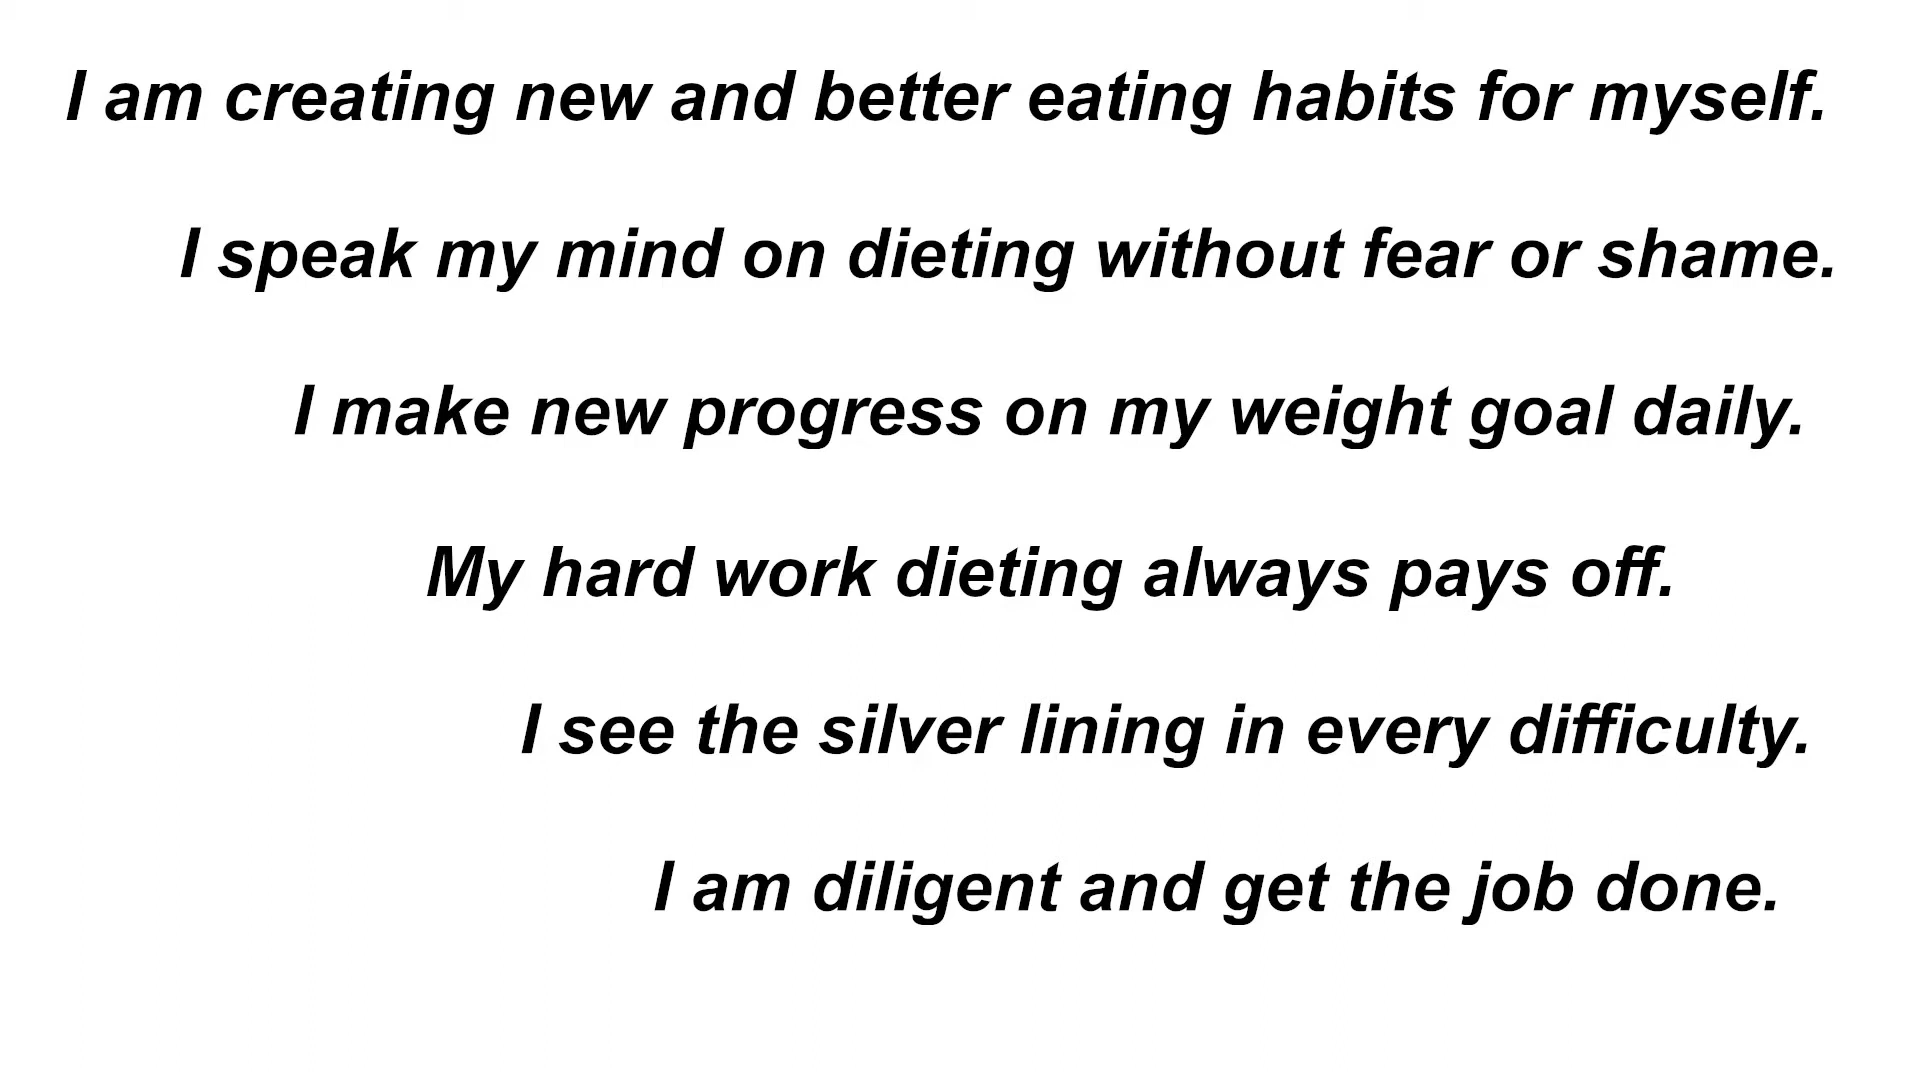 I am creating new and better eating habits for myself.
I speak my mind on dieting without fear or shame.
I make new progress on my weight goal daily.
My hard work dieting always pays off.
I see the silver lining in every difficulty.
I am diligent and get the job done.